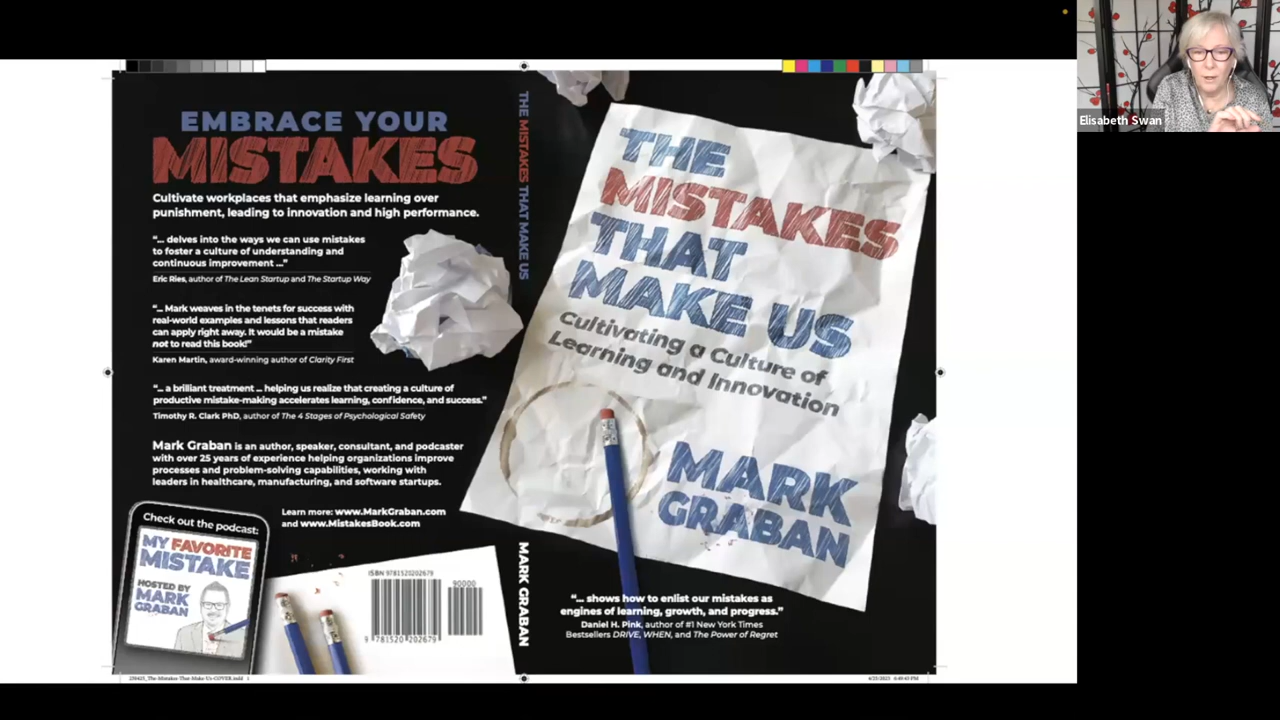 EMBRACE YOUR
MISTAKES
Cultivate workplaces that emphasize learning over
punishment, leading to innovation and high performance.
“... delves into the ways we can use mistakes
to foster a culture of understanding and
continuous improvement ...”
Eric Ries, author of The Lean Startup and The Startup Way
“... Mark weaves in the tenets for success with
real-world examples and lessons that readers
can apply right away. It would be a mistake
not to read this book!”
Karen Martin, award-winning author of Clarity First
“... a brilliant treatment ... helping us realize that creating a culture of
productive mistake-making accelerates learning, confidence, and success.”
Timothy R. Clark PhD, author of The 4 Stages of Psychological Safety
Mark Graban is an author, speaker, consultant, and podcaster
with over 25 years of experience helping organizations improve
processes and problem-solving capabilities, working with
leaders in healthcare, manufacturing, and software startups.
Learn more: www.MarkGraban.com
and www.MistakesBook.com
Check out the podcast:
MY FAVORITE
MISTAKE
HOSTED BY
MARK
GRABAN
ISBN 9781520202679
90000
9 781520 202679
THE MISTAKES THAT MAKE US
MARK GRABAN
THE
MISTAKES
THAT
MAKE US
Cultivating a Culture of
Learning and Innovation
MARK
GRABAN
“... shows how to enlist our mistakes as
engines of learning, growth, and progress.”
Daniel H. Pink, author of #1 New York Times
Bestsellers DRIVE, WHEN, and The Power of Regret
Elisabeth Swan